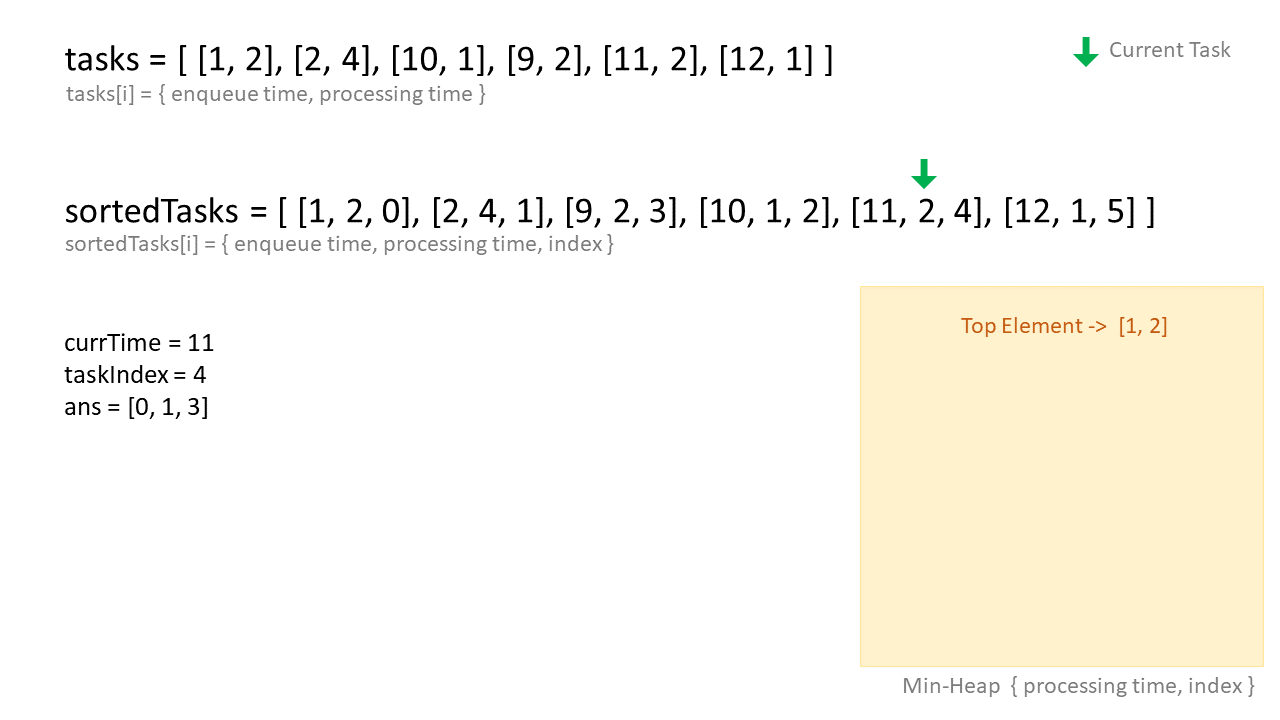 tasks = [ [1, 2], [2, 4], [10, 1], [9, 2], [11, 2], [12, 1] ]
Current Task
tasks[i] = { enqueue time, processing time }
sortedTasks = [ [1, 2, 0], [2, 4, 1], [9, 2, 3], [10, 1, 2], [11, 2, 4], [12, 1, 5] ]
sortedTasks[i] = { enqueue time, processing time, index }
currTime = 11
taskIndex = 4
ans = [0, 1, 3]
Top Element -> [1, 2]
Min-Heap { processing time, index }